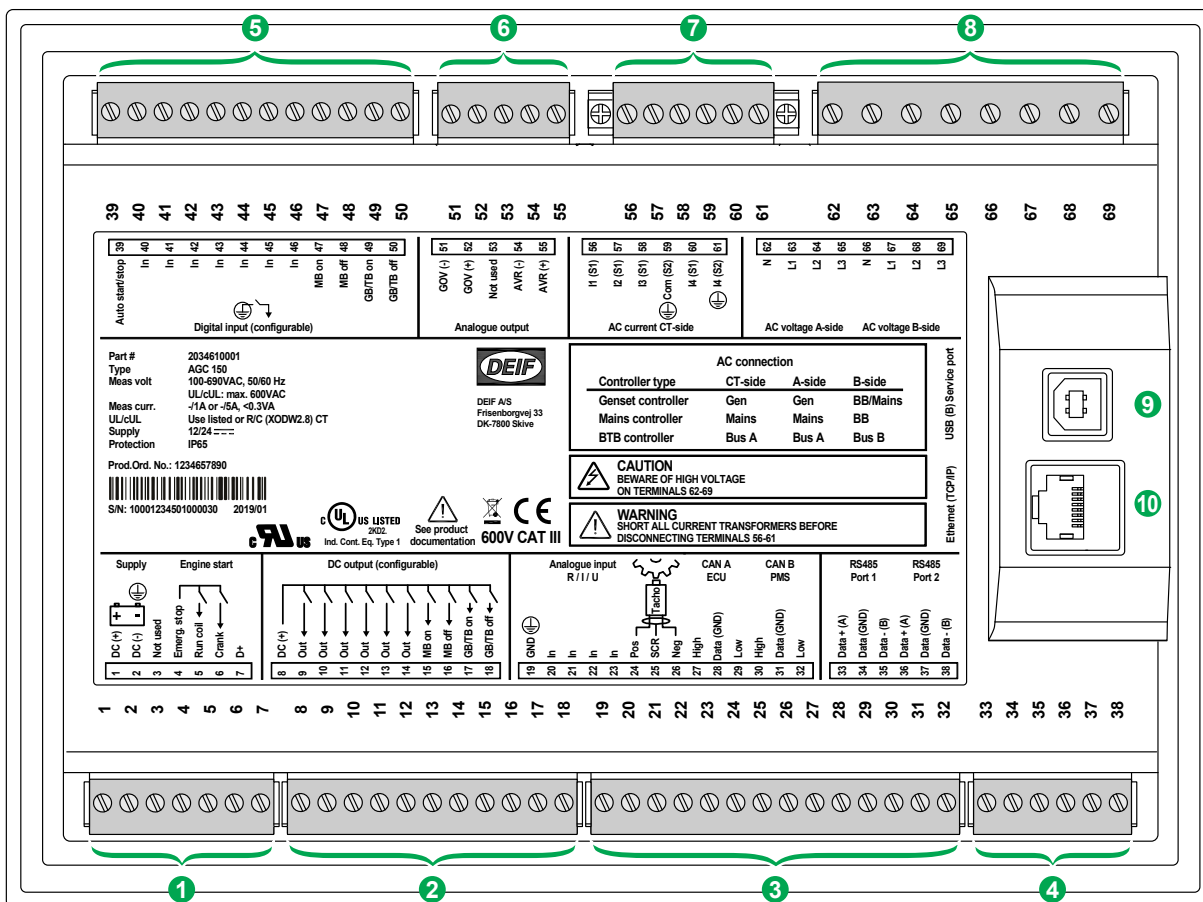 5 6 7 8
39 40 41 42 43 44 45 46 47 48 49 50 51 52 53 54 55 56 57 58 59 60 61 62 63 64 65 66 67 68 69
39 40 41 42 43 44 45 46 47 48 49 50
Auto start/stop In In In In In In In MB on MB off GB/TB on GB/TB off
Digital input (configurable)
51 52 53 54 55
GOV (-) GOV (+) Not used AVR (-) AVR (+)
Analogue output
56 57 58 59 60 61
I1 (S1) I2 (S1) I3 (S1) Com (S2) I4 (S1) I4 (S2)
AC current CT-side
62 63 64 65 66 67 68 69
N L1 L2 L3 N L1 L2 L3
AC voltage A-side AC voltage B-side
Part # 2034610001
Type AGC 150
Meas volt 100-690VAC, 50/60 Hz
UL/cUL: max. 600VAC
Meas curr. -/1A or -/5A, <0.3VA
UL/cUL Use listed or R/C (XODW2.8) CT
Supply 12/24
Protection IP65
Prod.Ord. No.: 1234657890
S/N: 10001234501000030 2019/01
DEIF
DEIF A/S
Frisenborgvej 33
DK-7800 Skive
AC connection
Controller type CT-side A-side B-side
Genset controller Gen Gen BB/Mains
Mains controller Mains Mains BB
BTB controller Bus A Bus A Bus B
CAUTION
BEWARE OF HIGH VOLTAGE
ON TERMINALS 62-69
WARNING
SHORT ALL CURRENT TRANSFORMERS BEFORE
DISCONNECTING TERMINALS 56-61
USB (B) Service port
9
Ethernet (TCP/IP)
10
c US
c UL US LISTED
2KD2.
Ind. Cont. Eq. Type 1
See product
documentation
CE
600V CAT III
Supply Engine start
+ -
DC (+) DC (-) Not used Emerg. stop Run coil Crank D+
1 2 3 4 5 6 7
DC output (configurable)
DC (+) Out Out Out Out Out Out MB on MB off GB/TB on GB/TB off
8 9 10 11 12 13 14 15 16 17 18
Analogue input
R / I / U
Tacho
CAN A
ECU
CAN B
PMS
GND In In In In Pos SCR Neg High Data (GND) Low High Data (GND) Low
19 20 21 22 23 24 25 26 27 28 29 30 31 32
RS485
Port 1
RS485
Port 2
Data + (A) Data (GND) Data - (B) Data + (A) Data (GND) Data - (B)
33 34 35 36 37 38
1 2 3 4 5 6 7 8 9 10 11 12 13 14 15 16 17 18 19 20 21 22 23 24 25 26 27 28 29 30 31 32 33 34 35 36 37 38
1 2 3 4